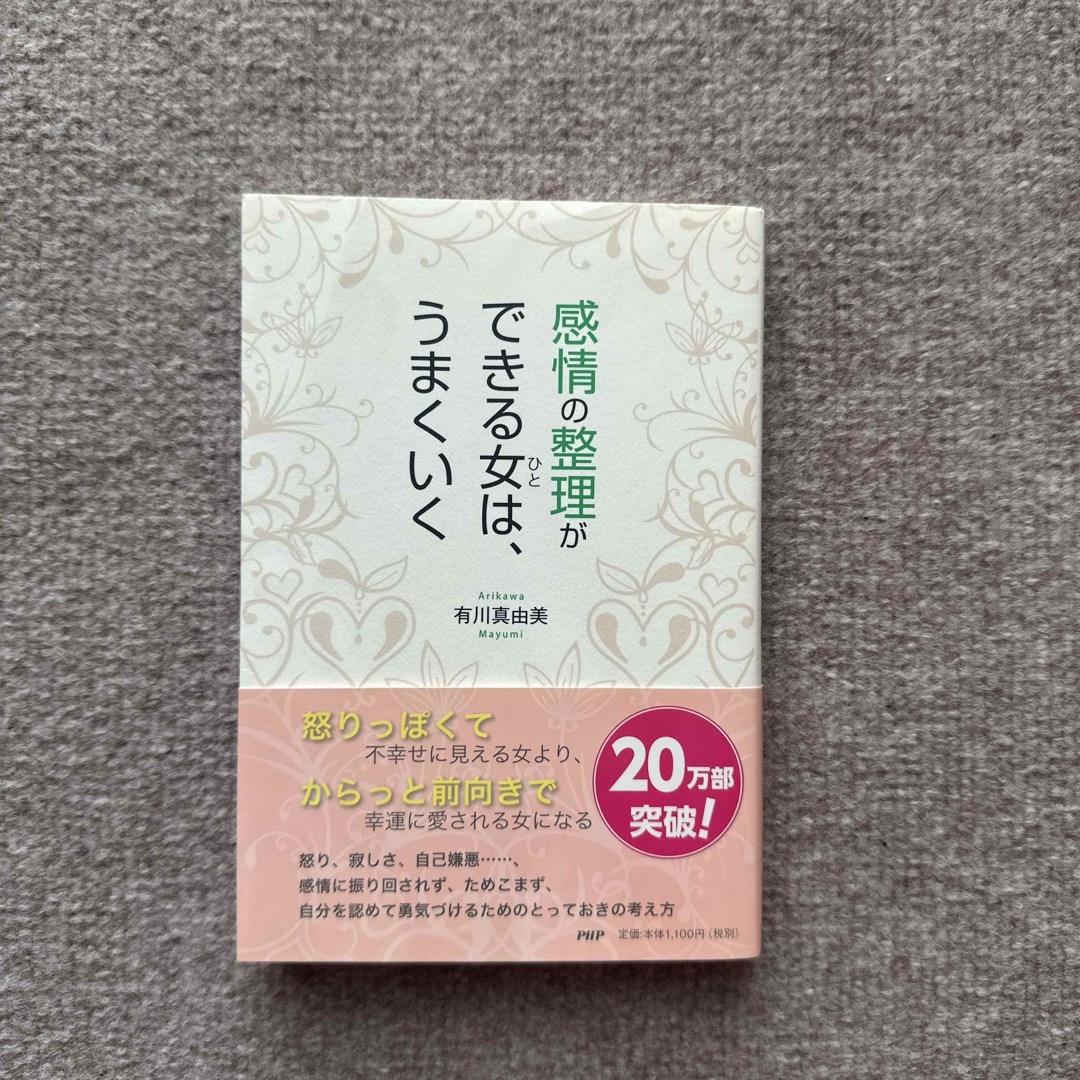 感情の整理が
できる女は、
ひと
うまくいく
Arikawa
有川真由美
Mayumi
怒りっぽくて
不幸せに見える女より、
からっと前向きで
幸運に愛される女になる
20万部
突破!
怒り、寂しさ、自己嫌悪……、
感情に振り回されず、ためこまず、
自分を認めて勇気づけるためのとっておきの考え方
PHP 定価:本体1,100円(税別)